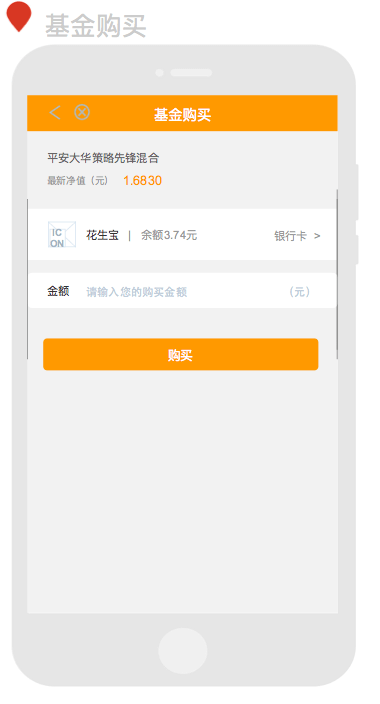 基金购买
基金购买
平安大华策略先锋混合
最新净值（元） 1.6830
IC
ON
花生宝 | 余额3.74元 银行卡 >
金额 请输入您的购买金额 （元）
购买